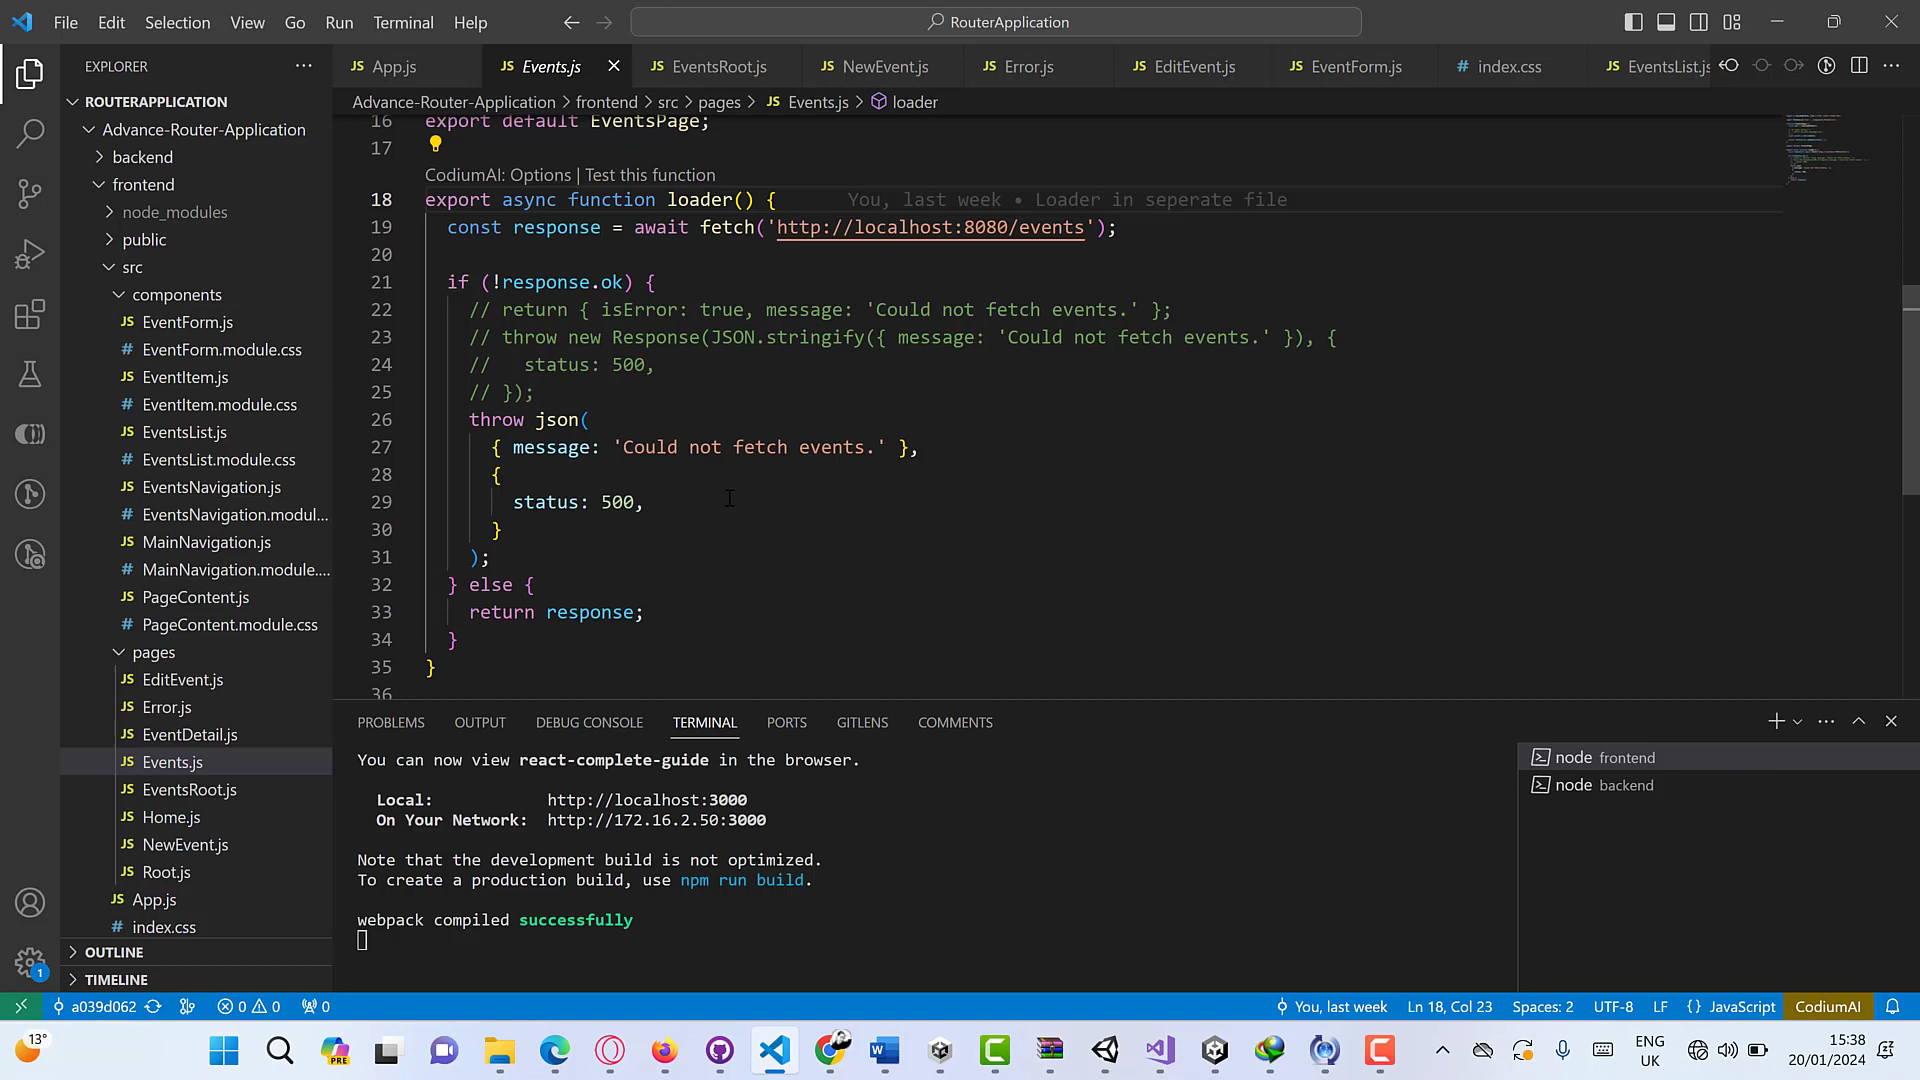 File Edit Selection View Go Run Terminal Help
RouterApplication
EXPLORER
App.js
Events.js
EventsRoot.js
NewEvent.js
Error.js
EditEvent.js
EventForm.js
index.css
EventsList.js
Advance-Router-Application > frontend > src > pages > Events.js > loader
ROUTERAPPLICATION
Advance-Router-Application
backend
frontend
node_modules
public
src
components
EventForm.js
EventForm.module.css
EventItem.js
EventItem.module.css
EventsList.js
EventsList.module.css
EventsNavigation.js
EventsNavigation.modul...
MainNavigation.js
MainNavigation.module....
PageContent.js
PageContent.module.css
pages
EditEvent.js
Error.js
EventDetail.js
Events.js
EventsRoot.js
Home.js
NewEvent.js
Root.js
App.js
index.css
OUTLINE
TIMELINE
16 export default EventsPage;
17
CodiumAI: Options | Test this function
18 export async function loader() { You, last week • Loader in seperate file
19 const response = await fetch('http://localhost:8080/events');
20
21 if (!response.ok) {
22 // return { isError: true, message: 'Could not fetch events.' };
23 // throw new Response(JSON.stringify({ message: 'Could not fetch events.' }), {
24 // status: 500,
25 // });
26 throw json(
27 { message: 'Could not fetch events.' },
28 {
29 status: 500,
30 }
31 );
32 } else {
33 return response;
34 }
35 }
36
PROBLEMS OUTPUT DEBUG CONSOLE TERMINAL PORTS GITLENS COMMENTS
You can now view react-complete-guide in the browser.
Local: http://localhost:3000
On Your Network: http://172.16.2.50:3000
Note that the development build is not optimized.
To create a production build, use npm run build.
webpack compiled successfully
node frontend
node backend
1
a039d062 0 0 0 You, last week Ln 18, Col 23 Spaces: 2 UTF-8 LF {} JavaScript CodiumAI
13°
PRE
ENG
UK
15:38
20/01/2024